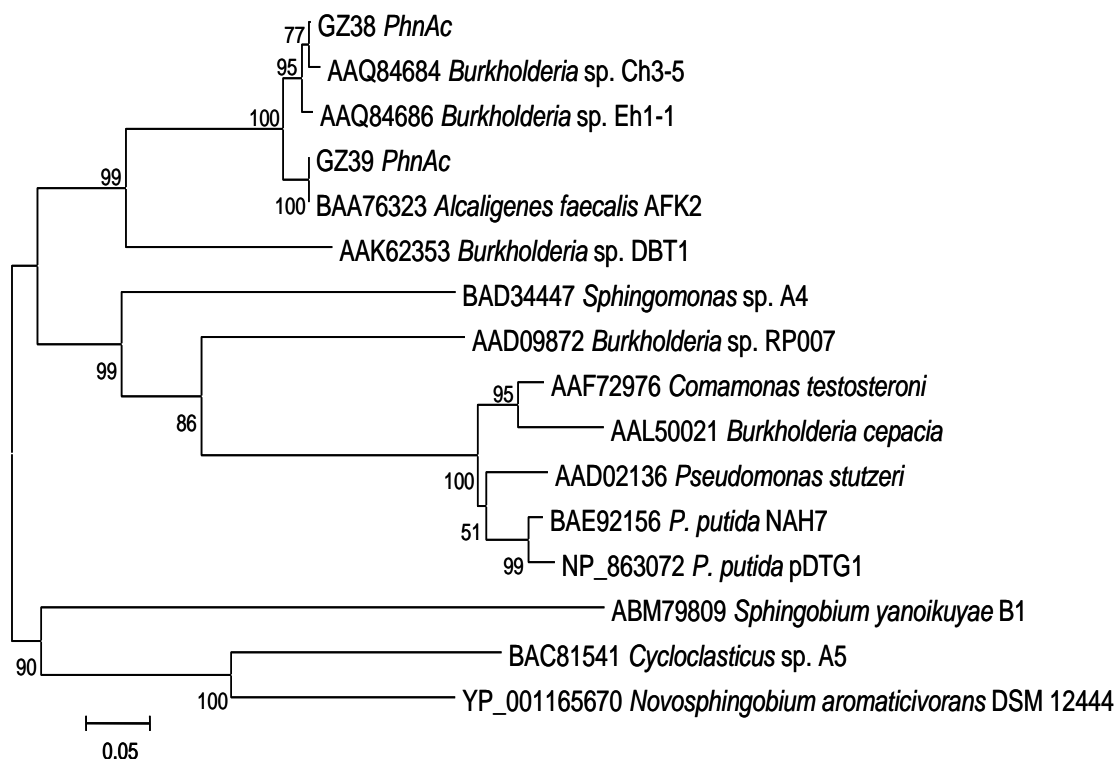 77
GZ38 PhnAc
95
AAQ84684 Burkholderia sp. Ch3-5
100
AAQ84686 Burkholderia sp. Eh1-1
GZ39 PhnAc
99
100
BAA76323 Alcaligenes faecalis AFK2
AAK62353 Burkholderia sp. DBT1
BAD34447 Sphingomonas sp. A4
AAD09872 Burkholderia sp. RP007
99
95
AAF72976 Comamonas testosteroni
86
AAL50021 Burkholderia cepacia
100
AAD02136 Pseudomonas stutzeri
51
BAE92156 P. putida NAH7
99
NP_863072 P. putida pDTG1
ABM79809 Sphingobium yanoikuyae B1
90
BAC81541 Cycloclasticus sp. A5
100
YP_001165670 Novosphingobium aromaticivorans DSM 12444
0.05